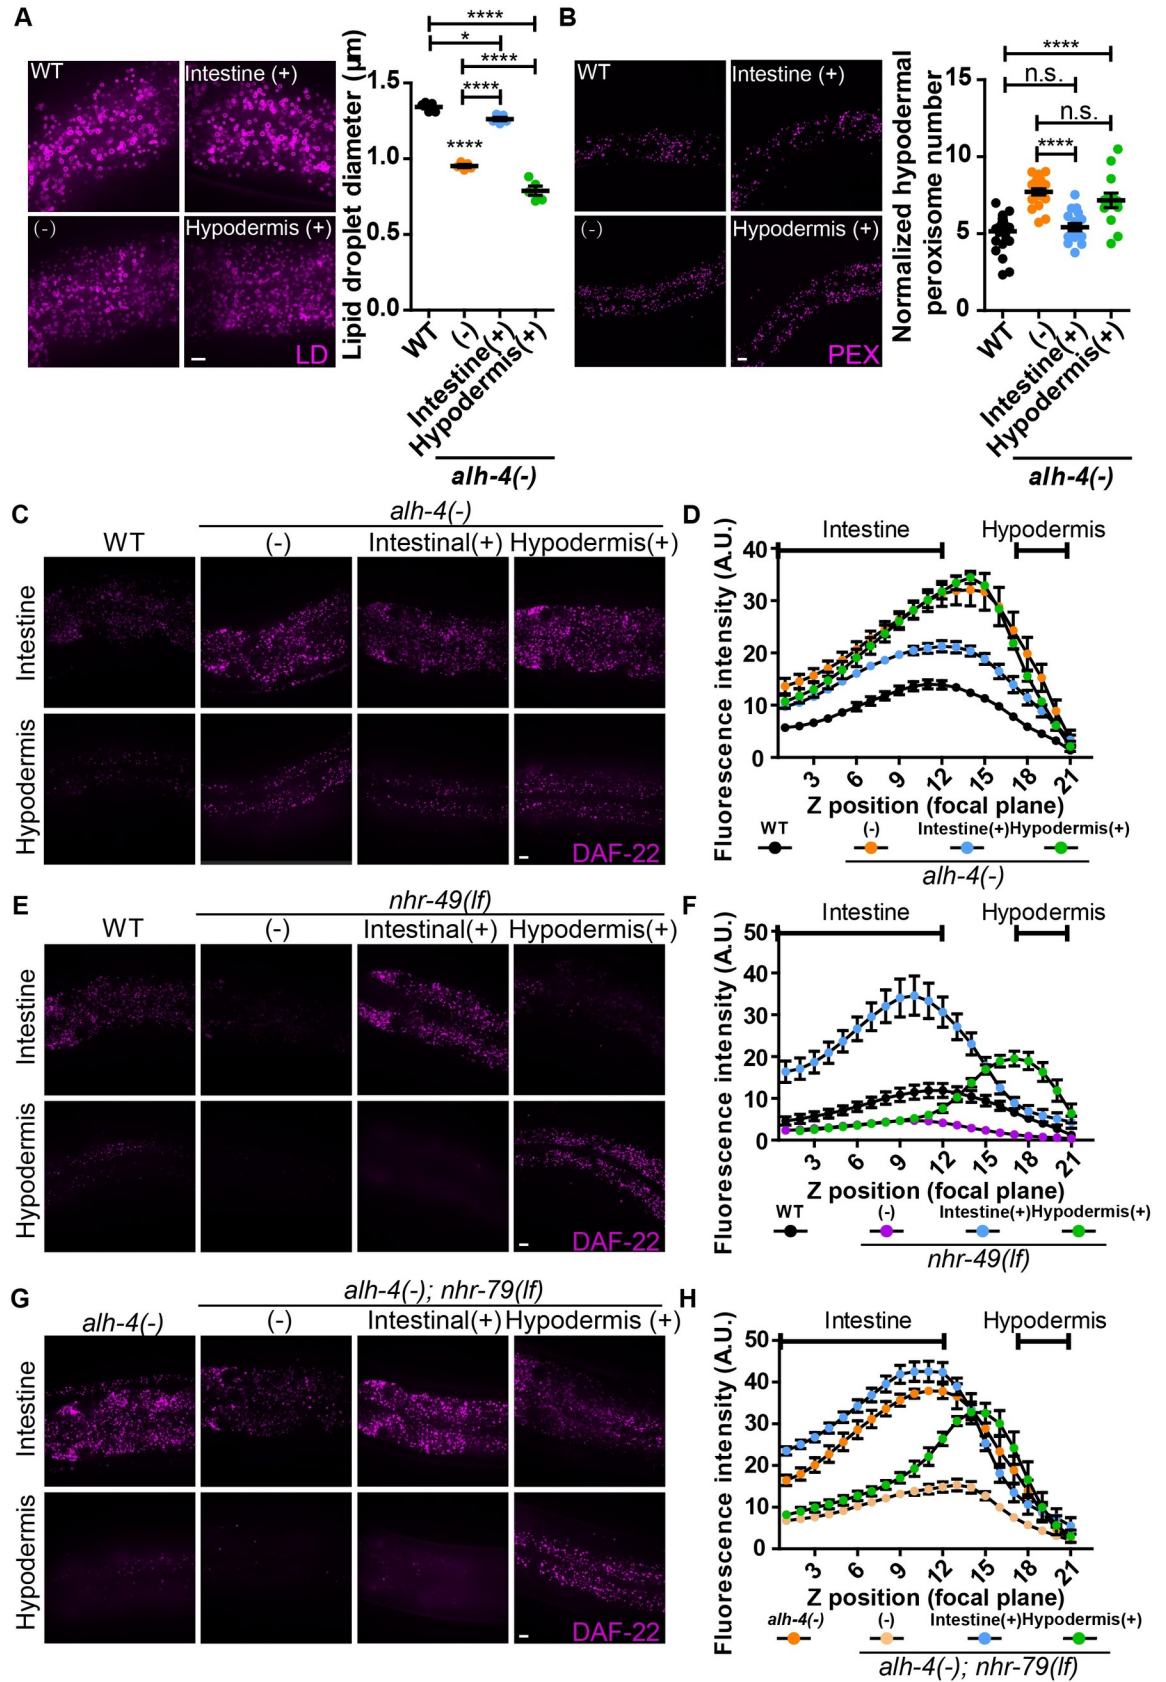 A
WT
Intestine (+)
(-)
Hypodermis (+)
LD
Lipid droplet diameter (µm)
****
*
****
****
****
1.5
1.0
0.5
0.0
WT
(-)
Intestine(+)
Hypodermis(+)
alh-4(-)
B
WT
Intestine (+)
(-)
Hypodermis (+)
PEX
Normalized hypodermal
peroxisome number
****
n.s.
n.s.
****
15
10
5
0
WT
(-)
Intestine(+)
Hypodermis(+)
alh-4(-)
C
alh-4(-)
WT
(-)
Intestinal(+)
Hypodermis(+)
Intestine
Hypodermis
DAF-22
D
Intestine
Hypodermis
Fluorescence intensity (A.U.)
40
30
20
10
0
3 6 9 12 15 18 21
Z position (focal plane)
WT (-) Intestine(+)Hypodermis(+)
alh-4(-)
E
nhr-49(lf)
WT
(-)
Intestinal(+)
Hypodermis(+)
Intestine
Hypodermis
DAF-22
F
Intestine
Hypodermis
Fluorescence intensity (A.U.)
50
40
30
20
10
0
3 6 9 12 15 18 21
Z position (focal plane)
WT (-) Intestine(+)Hypodermis(+)
nhr-49(lf)
G
alh-4(-); nhr-79(lf)
alh-4(-)
(-)
Intestinal(+)
Hypodermis (+)
Intestine
Hypodermis
DAF-22
H
Intestine
Hypodermis
Fluorescence intensity (A.U.)
50
40
30
20
10
0
3 6 9 12 15 18 21
Z position (focal plane)
alh-4(-) (-) Intestine(+)Hypodermis(+)
alh-4(-); nhr-79(lf)